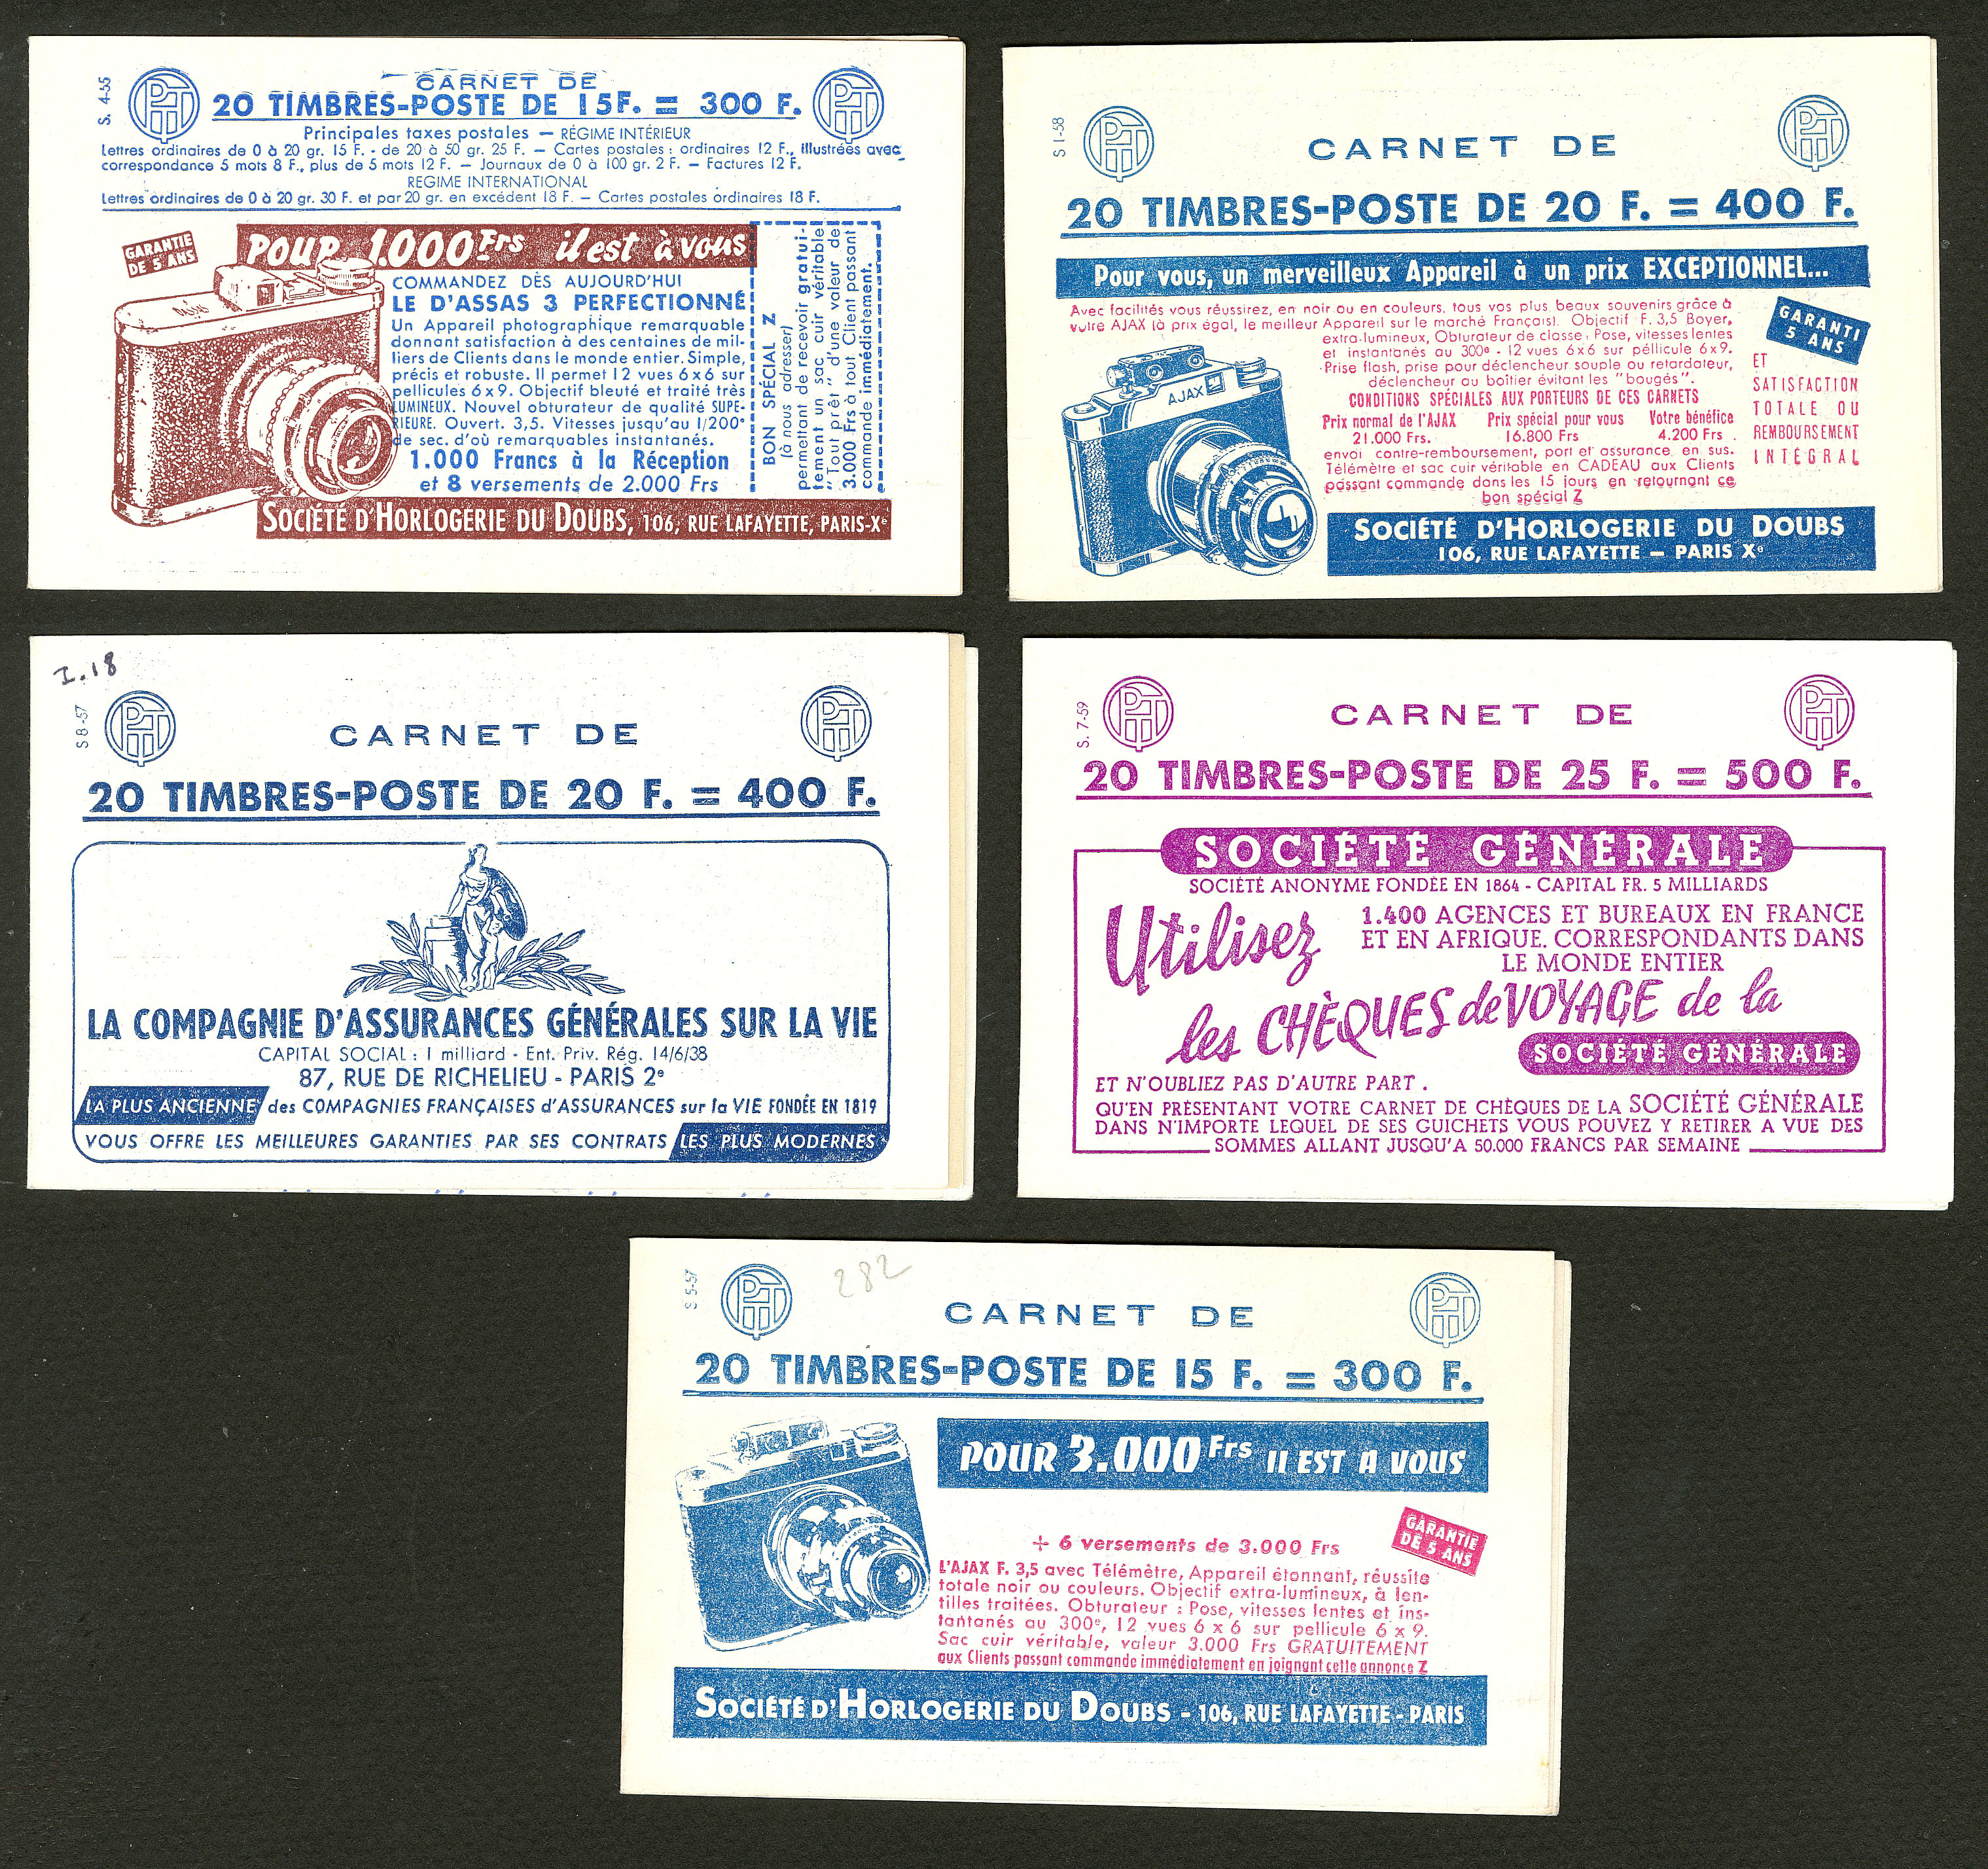 S. 4-55
PTT
CARNET DE
PTT
20 TIMBRES-POSTE DE 15F. = 300 F.
Principales taxes postales — RÉGIME INTÉRIEUR
Lettres ordinaires de 0 à 20 gr. 15 F. - de 20 à 50 gr. 25 F. — Cartes postales : ordinaires 12 F., Illustrées avec
correspondance 5 mots 8 F., plus de 5 mots 12 F. — Journaux de 0 à 100 gr. 2 F. — Factures 12 F.
REGIME INTERNATIONAL
Lettres ordinaires de 0 à 20 gr. 30 F. et par 20 gr. en excédent 18 F. — Cartes postales ordinaires 18 F.
GARANTIE
DE 5 ANS
POUR 1.000 Frs il est à vous
COMMANDEZ DÈS AUJOURD'HUI
LE D'ASSAS 3 PERFECTIONNÉ
Un Appareil photographique remarquable
donnant satisfaction à des centaines de mil-
liers de Clients dans le monde entier. Simple,
précis et robuste. Il permet 12 vues 6x6 sur
pellicules 6x9. Objectif bleuté et traité très
LUMINEUX. Nouvel obturateur de qualité SUPE-
RIEURE. Ouvert. 3,5. Vitesses jusqu'au 1/200e
de sec. d'où remarquables instantanés.
1.000 Francs à la Réception
et 8 versements de 2.000 Frs
BON SPÉCIAL Z
(à nous adresser)
permettant de recevoir gratui-
tement un sac cuir véritable
"Tout prêt" d'une valeur de
3.000 Frs à tout Client passant
commande immédiatement.
SOCIÉTÉ D'HORLOGERIE DU DOUBS, 106, RUE LAFAYETTE, PARIS-Xe
S 1-58
PTT
CARNET DE
PTT
20 TIMBRES-POSTE DE 20 F. = 400 F.
Pour vous, un merveilleux Appareil à un prix EXCEPTIONNEL...
Avec facilités vous réussirez, en noir ou en couleurs, tous vos plus beaux souvenirs grâce à
votre AJAX (à prix égal, le meilleur Appareil sur le marché Français). Objectif F. 3,5 Boyer,
extra-lumineux, Obturateur de classe, Pose, vitesses lentes
et instantanés au 300e - 12 vues 6x6 sur péllicule 6x9.
Prise flash, prise pour déclencheur souple ou retardateur,
déclencheur au boîtier évitant les "bougés".
CONDITIONS SPÉCIALES AUX PORTEURS DE CES CARNETS
Prix normal de l'AJAX Prix spécial pour vous Votre bénéfice
21.000 Frs. 16.800 Frs 4.200 Frs.
envoi contre-remboursement, port et assurance en sus.
Télémètre et sac cuir véritable en CADEAU aux Clients
passant commande dans les 15 jours en retournant ce
bon spécial Z
GARANTI
5 ANS
ET
SATISFACTION
TOTALE OU
REMBOURSEMENT
INTÉGRAL
AJAX
SOCIÉTÉ D'HORLOGERIE DU DOUBS
106, RUE LAFAYETTE — PARIS Xe
I.18
S 8-57
PTT
CARNET DE
PTT
20 TIMBRES-POSTE DE 20 F. = 400 F.
LA COMPAGNIE D'ASSURANCES GÉNÉRALES SUR LA VIE
CAPITAL SOCIAL : 1 milliard - Ent. Priv. Rég. 14/6/38
87, RUE DE RICHELIEU - PARIS 2e
LA PLUS ANCIENNE des COMPAGNIES FRANÇAISES d'ASSURANCES sur la VIE FONDÉE EN 1819
VOUS OFFRE LES MEILLEURES GARANTIES PAR SES CONTRATS LES PLUS MODERNES
S. 7-59
PTT
CARNET DE
PTT
20 TIMBRES-POSTE DE 25 F. = 500 F.
SOCIÉTÉ GÉNÉRALE
SOCIÉTÉ ANONYME FONDÉE EN 1864 - CAPITAL FR. 5 MILLIARDS
Utilisez
1.400 AGENCES ET BUREAUX EN FRANCE
ET EN AFRIQUE. CORRESPONDANTS DANS
LE MONDE ENTIER
les CHÈQUES de VOYAGE de la
SOCIÉTÉ GÉNÉRALE
ET N'OUBLIEZ PAS D'AUTRE PART .
QU'EN PRÉSENTANT VOTRE CARNET DE CHÈQUES DE LA SOCIÉTÉ GÉNÉRALE
DANS N'IMPORTE LEQUEL DE SES GUICHETS VOUS POUVEZ Y RETIRER A VUE DES
SOMMES ALLANT JUSQU'A 50.000 FRANCS PAR SEMAINE
S 5-57
PTT
282
CARNET DE
PTT
20 TIMBRES-POSTE DE 15 F. = 300 F.
POUR 3.000 Frs Il EST A VOUS
+ 6 versements de 3.000 Frs
GARANTIE
DE 5 ANS
L'AJAX F. 3,5 avec Télémètre, Appareil étonnant, réussite
totale noir ou couleurs. Objectif extra-lumineux, à len-
tilles traitées. Obturateur : Pose, vitesses lentes et ins-
tantanés au 300e, 12 vues 6 x 6 sur pellicule 6 x 9.
Sac cuir véritable, valeur 3.000 Frs GRATUITEMENT
aux Clients passant commande immédiatement en joignant cette annonce Z
SOCIÉTÉ D'HORLOGERIE DU DOUBS - 106, RUE LAFAYETTE - PARIS